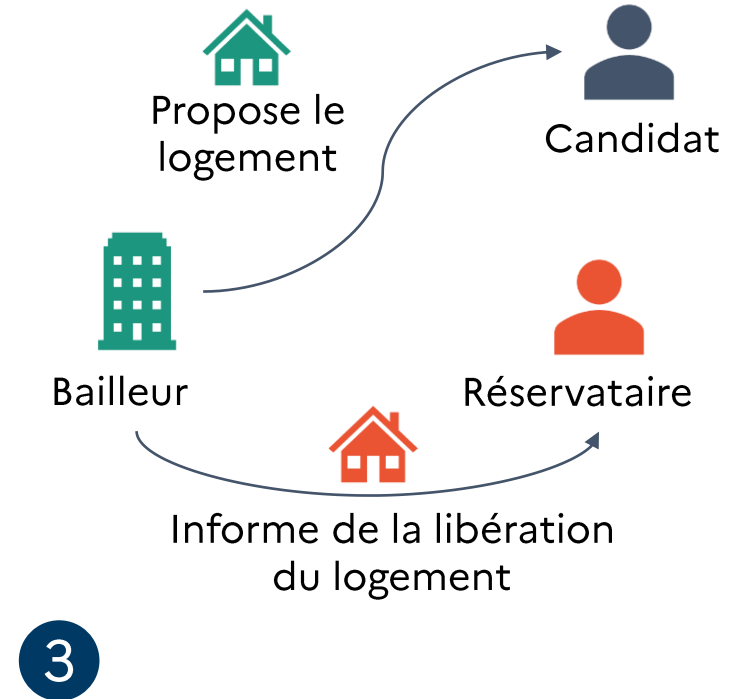 Propose le
logement
Candidat
Bailleur
Réservataire
Informe de la libération
du logement
3